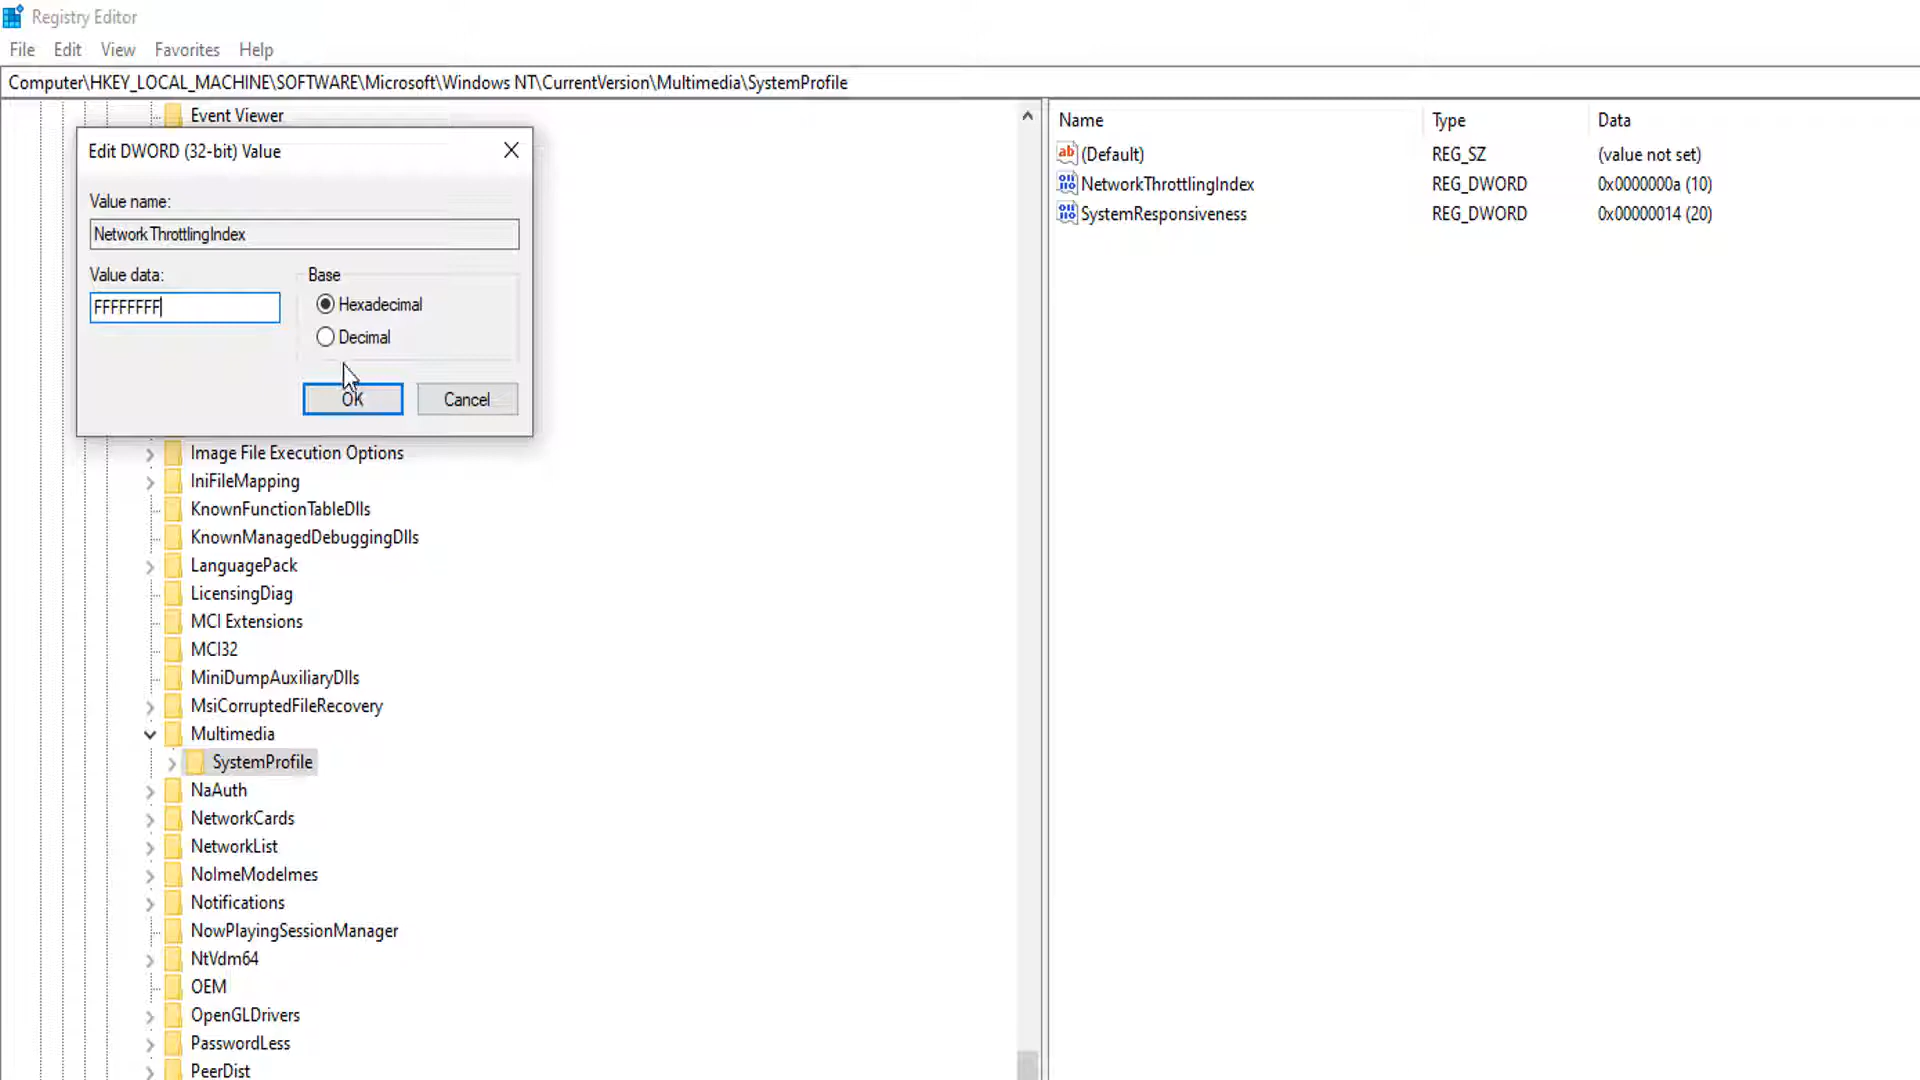 Registry Editor
File Edit View Favorites Help
Computer\HKEY_LOCAL_MACHINE\SOFTWARE\Microsoft\Windows NT\CurrentVersion\Multimedia\SystemProfile
Event Viewer
Edit DWORD (32-bit) Value
Value name:
NetworkThrottlingIndex
Value data:
FFFFFFFF
Base
Hexadecimal
Decimal
OK Cancel
Image File Execution Options
IniFileMapping
KnownFunctionTableDlls
KnownManagedDebuggingDlls
LanguagePack
LicensingDiag
MCI Extensions
MCI32
MiniDumpAuxiliaryDlls
MsiCorruptedFileRecovery
Multimedia
SystemProfile
NaAuth
NetworkCards
NetworkList
NoImeModeImes
Notifications
NowPlayingSessionManager
NtVdm64
OEM
OpenGLDrivers
PasswordLess
PeerDist
Name Type Data
(Default) REG_SZ (value not set)
NetworkThrottlingIndex REG_DWORD 0x0000000a (10)
SystemResponsiveness REG_DWORD 0x00000014 (20)